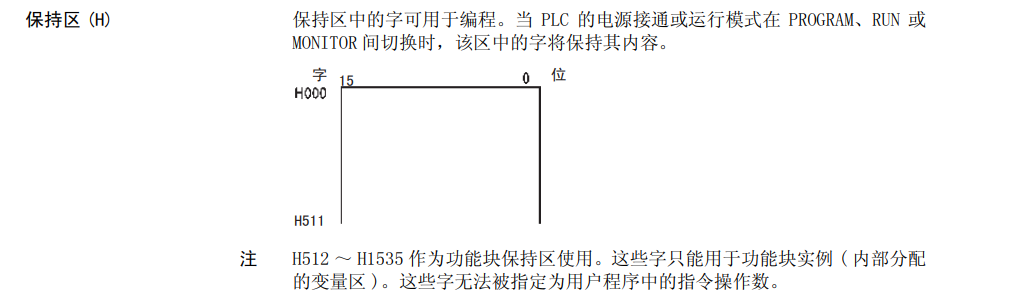 保持区 (H)
保持区中的字可用于编程。当 PLC 的电源接通或运行模式在 PROGRAM、RUN 或
MONITOR 间切换时，该区中的字将保持其内容。
字 15 0 位
H000
H511
注 H512 ～ H1535 作为功能块保持区使用。这些字只能用于功能块实例 ( 内部分配
的变量区 )。这些字无法被指定为用户程序中的指令操作数。